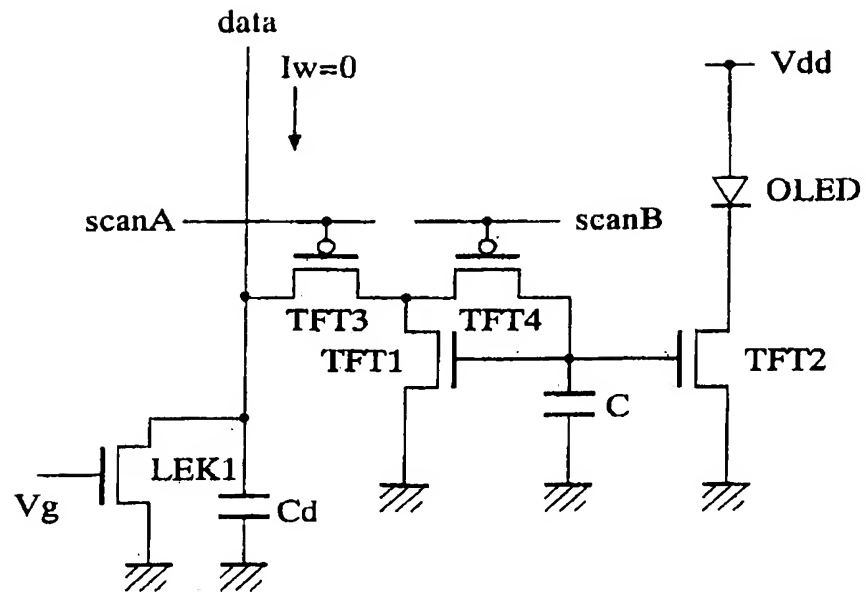 data
Iw=0
Vdd
OLED
scanA
scanB
TFT3
TFT4
TFT1
TFT2
C
LEK1
Vg
Cd